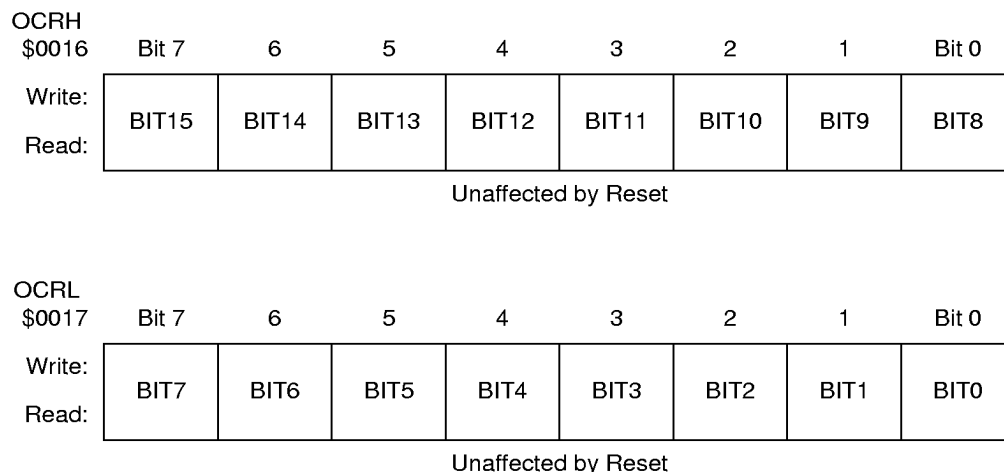 OCRH
$0016 Bit 7 6 5 4 3 2 1 Bit 0
Write:
BIT15 BIT14 BIT13 BIT12 BIT11 BIT10 BIT9 BIT8
Read:
Unaffected by Reset
OCRL
$0017 Bit 7 6 5 4 3 2 1 Bit 0
Write:
BIT7 BIT6 BIT5 BIT4 BIT3 BIT2 BIT1 BIT0
Read:
Unaffected by Reset